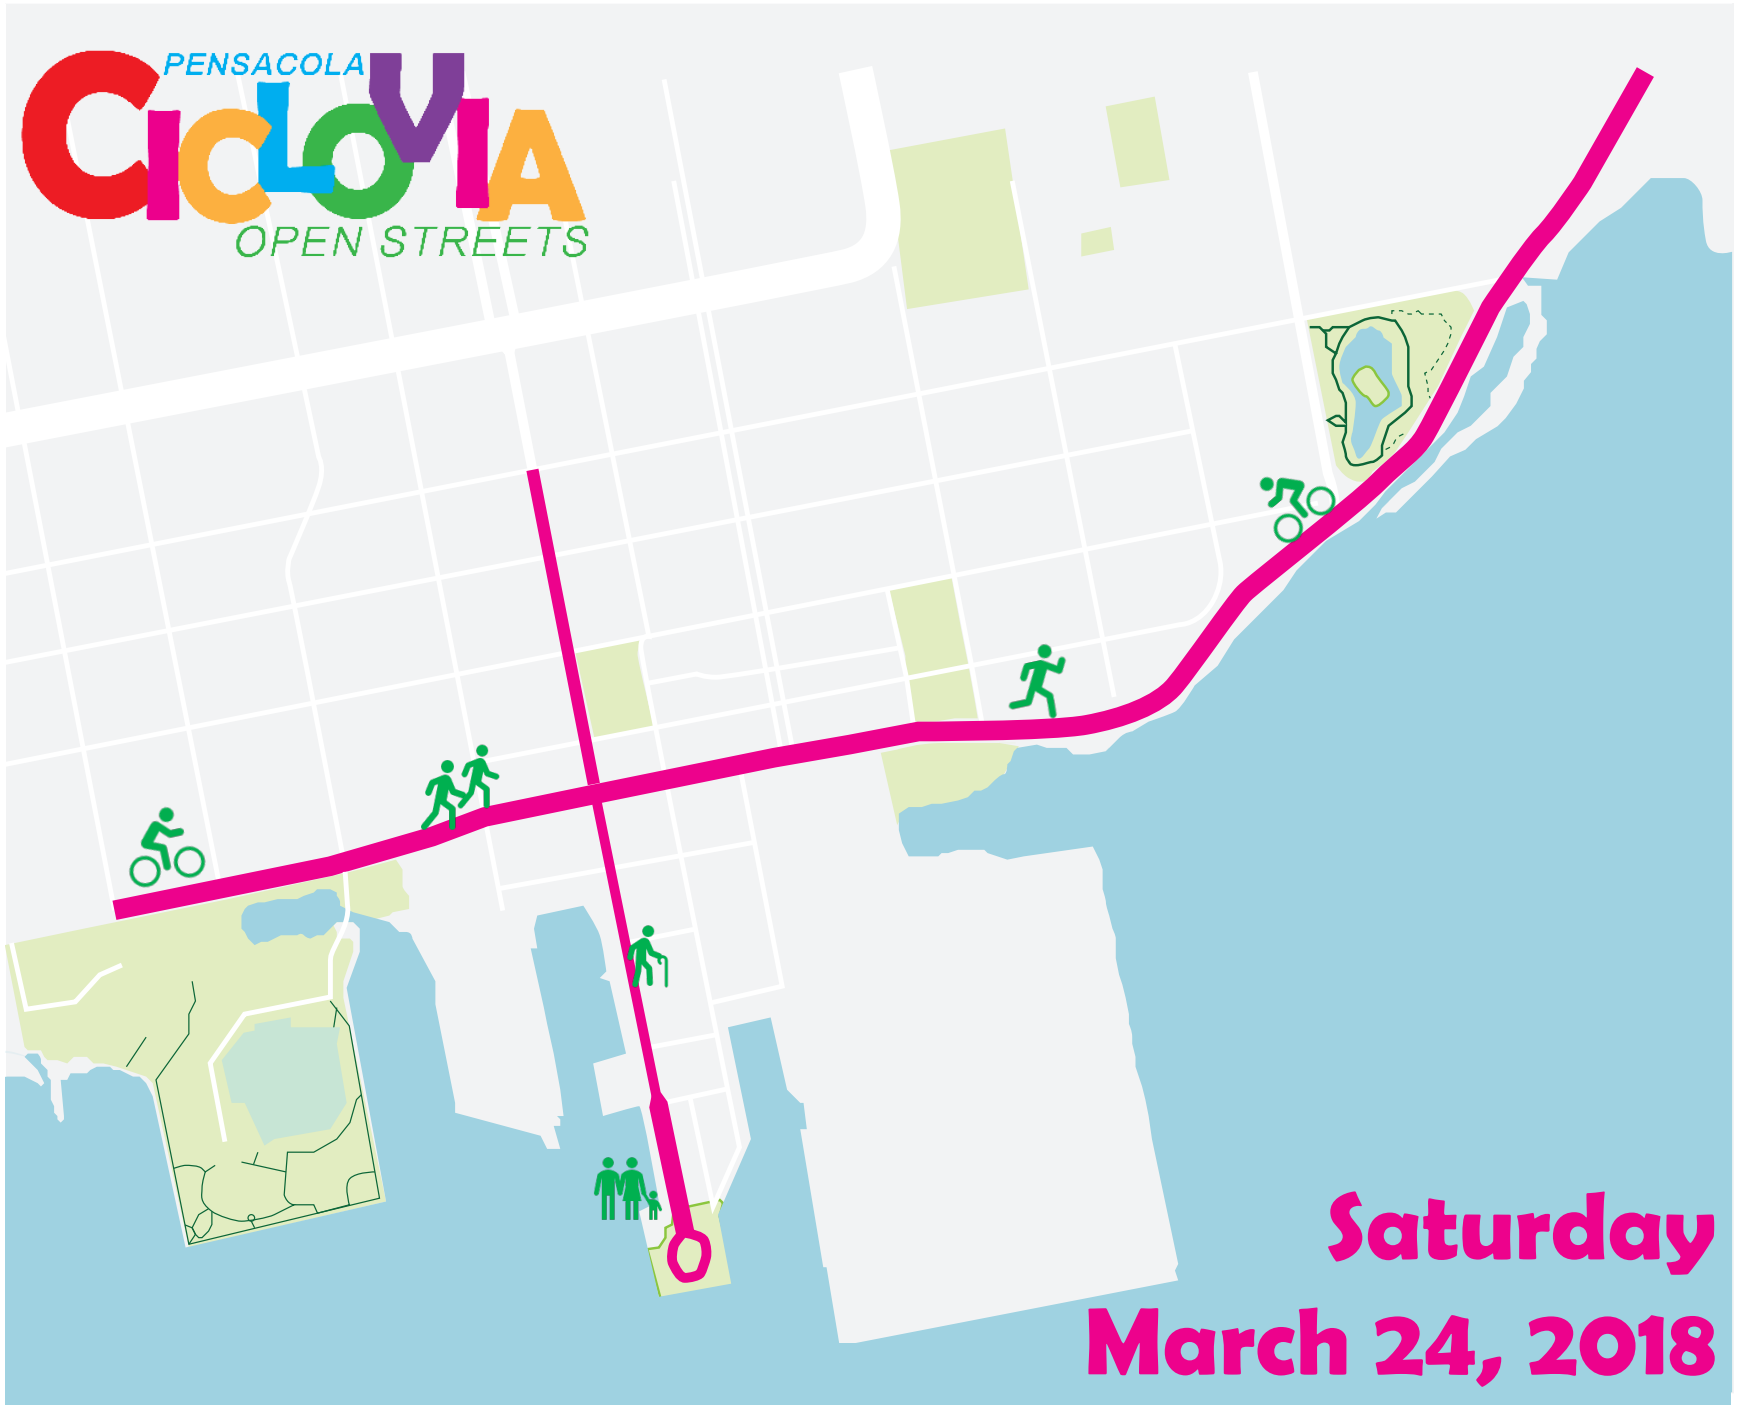 PENSACOLA
CICLOVIA
OPEN STREETS
Saturday
March 24, 2018